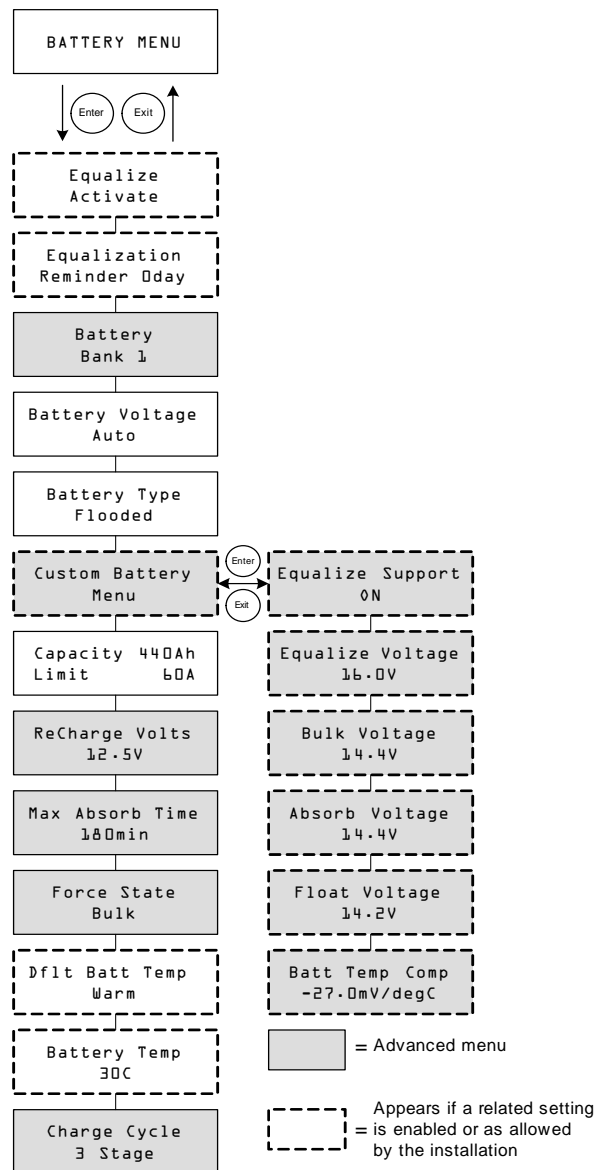 BATTERY MENU
Enter
Exit
Equalize
Activate
Equalization
Reminder 0day
Battery
Bank 1
Battery Voltage
Auto
Battery Type
Flooded
Custom Battery
Menu
Enter
Exit
Equalize Support
ON
Capacity 440Ah
Limit 60A
Equalize Voltage
16.0V
ReCharge Volts
12.5V
Bulk Voltage
14.4V
Max Absorb Time
180min
Absorb Voltage
14.4V
Force State
Bulk
Float Voltage
14.2V
Dflt Batt Temp
Warm
Batt Temp Comp
-27.0mV/degC
Battery Temp
30C
Charge Cycle
3 Stage
= Advanced menu
Appears if a related setting
= is enabled or as allowed
by the installation